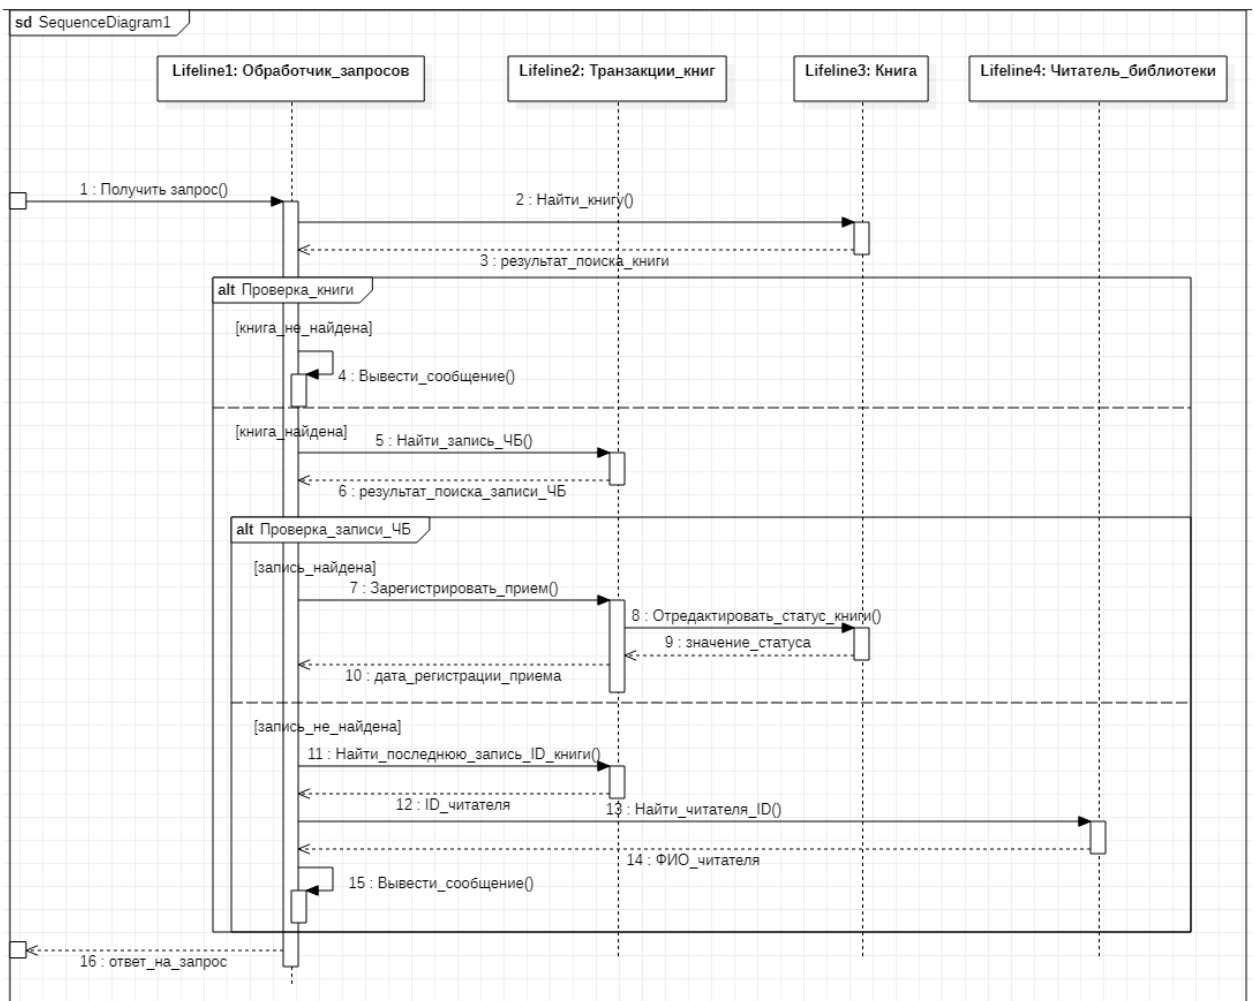 sd SequenceDiagram1
Lifeline1: Обработчик_запросов
Lifeline2: Транзакции_книг
Lifeline3: Книга
Lifeline4: Читатель_библиотеки
1 : Получить запрос()
2 : Найти_книгу()
3 : результат_поиска_книги
alt Проверка_книги
[книга_не_найдена]
4 : Вывести_сообщение()
[книга_найдена]
5 : Найти_запись_ЧБ()
6 : результат_поиска_записи_ЧБ
alt Проверка_записи_ЧБ
[запись_найдена]
7 : Зарегистрировать_прием()
8 : Отредактировать_статус_книги()
9 : значение_статуса
10 : дата_регистрации_приема
[запись_не_найдена]
11 : Найти_последнюю_запись_ID_книги()
12 : ID_читателя
13 : Найти_читателя_ID()
14 : ФИО_читателя
15 : Вывести_сообщение()
16 : ответ_на_запрос